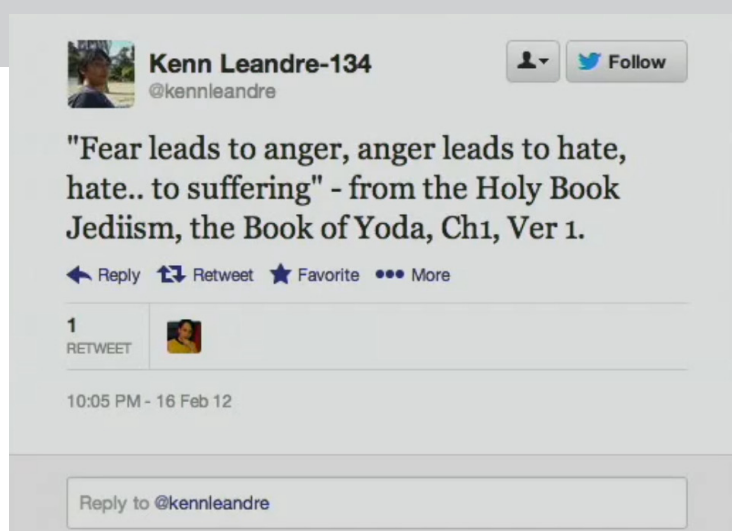 Kenn Leandre-134
Follow
@kennleandre
"Fear leads to anger, anger leads to hate,
hate.. to suffering" - from the Holy Book
Jediism, the Book of Yoda, Ch1, Ver 1.
Reply Retweet Favorite ••• More
1
RETWEET
10:05 PM - 16 Feb 12
Reply to @kennleandre